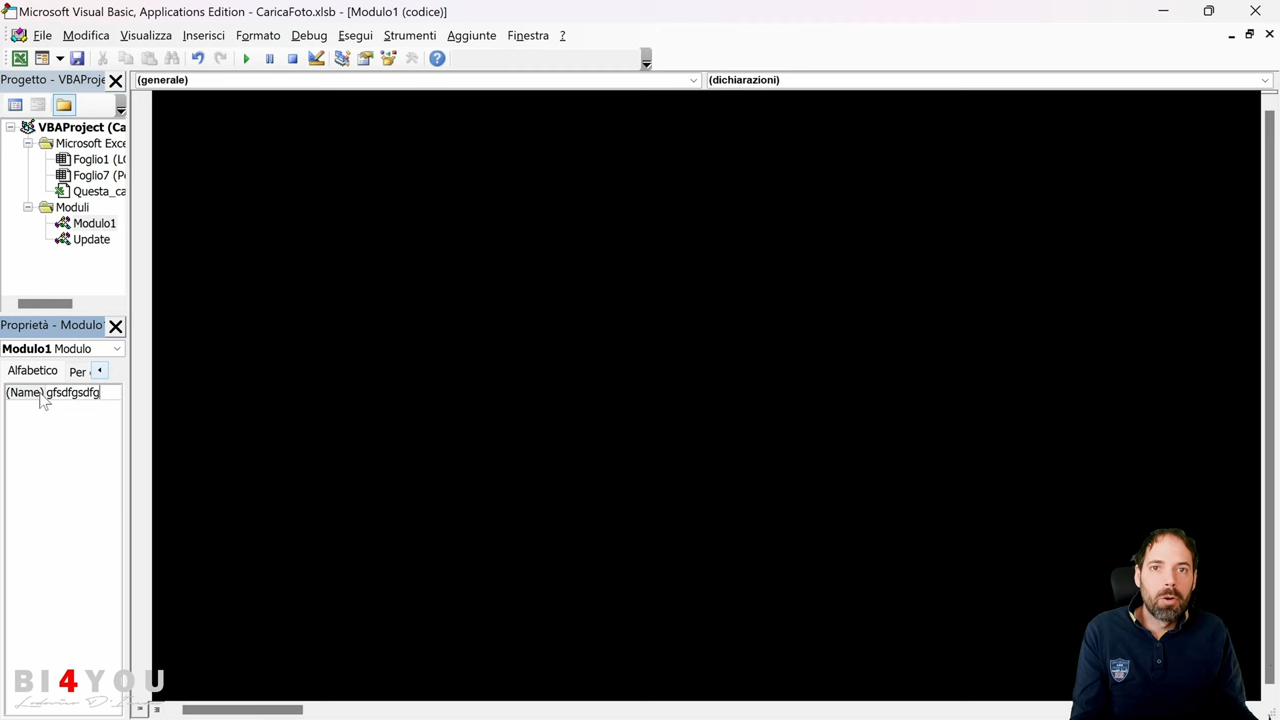 Microsoft Visual Basic, Applications Edition - CaricaFoto.xlsb - [Modulo1 (codice)]
File Modifica Visualizza Inserisci Formato Debug Esegui Strumenti Aggiunte Finestra ?
Progetto - VBAProje
(generale)
(dichiarazioni)
VBAProject (Ca
Microsoft Exce
Foglio1 (L
Foglio7 (P
Questa_ca
Moduli
Modulo1
Update
Proprietà - Modulo
Modulo1 Modulo
Alfabetico Per
(Name) gfsdfgsdfg
BI4YOU